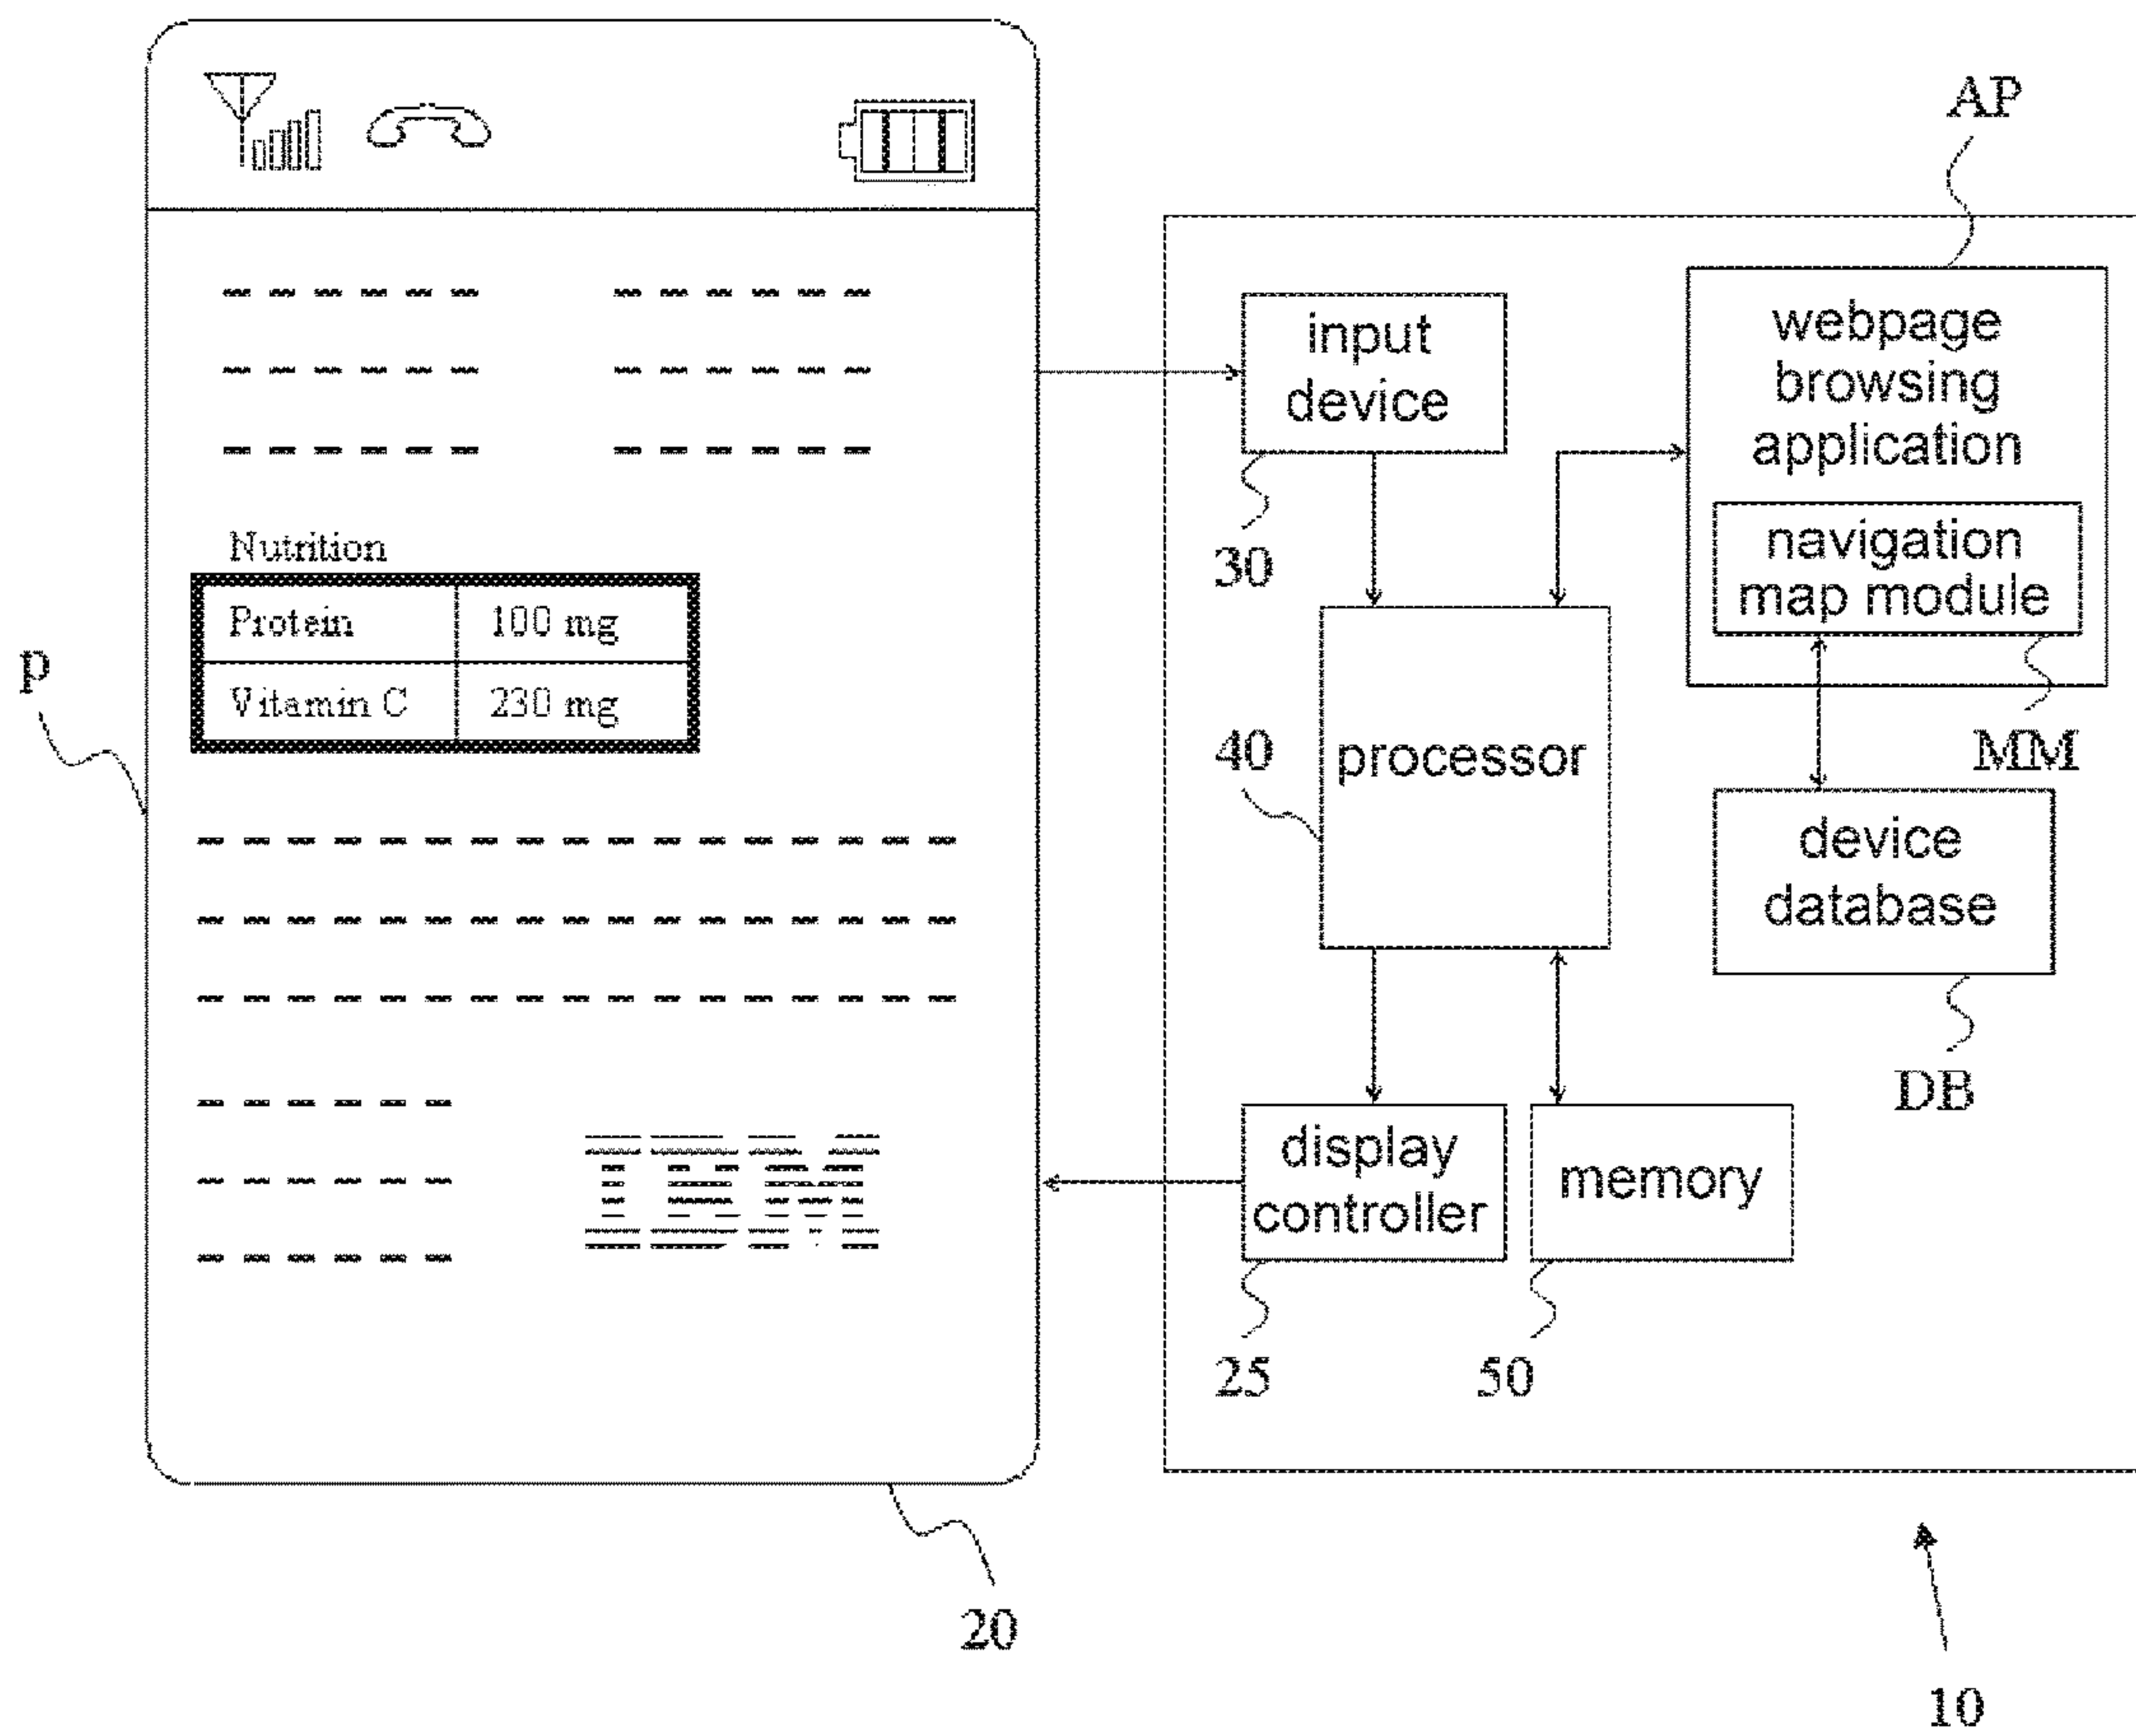 AP
input
device
webpage
browsing
application
navigation
map module
30
Nutrition
Protein 100 mg
Vitamin C 230 mg
P
40
processor
MM
device
database
DB
IBM
display
controller
memory
25
50
20
10